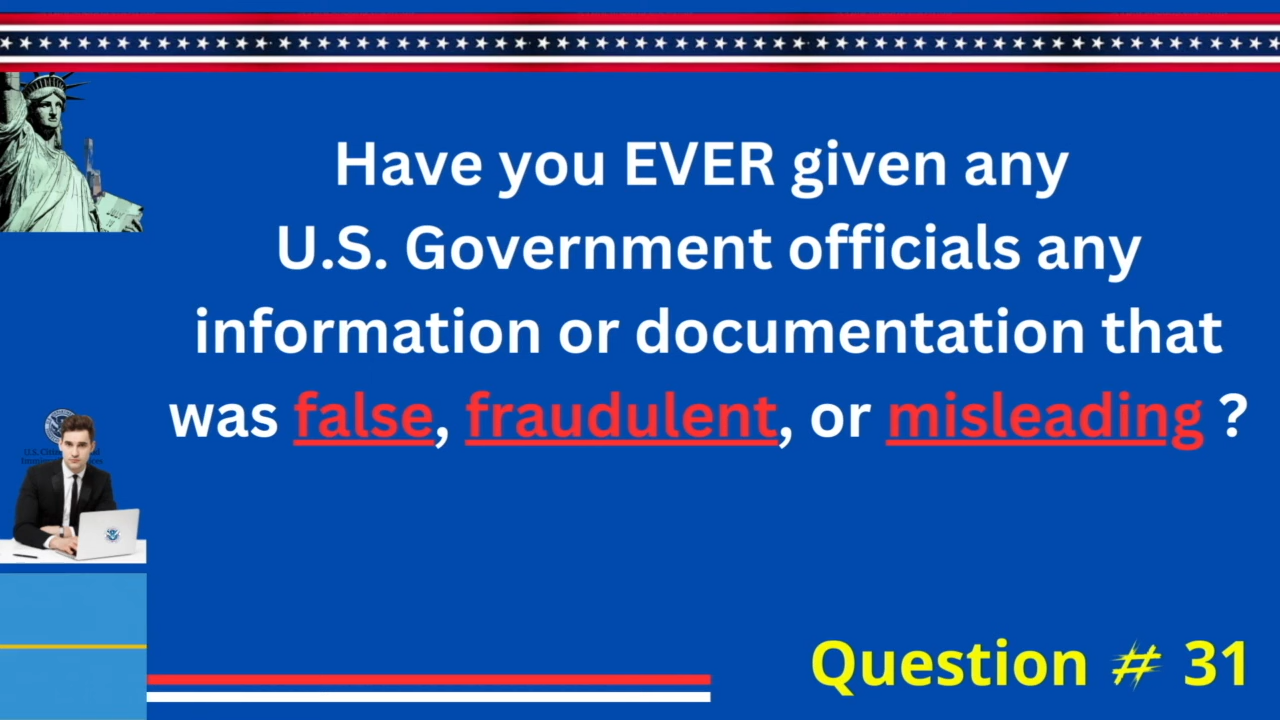 Have you EVER given any
U.S. Government officials any
information or documentation that
was false, fraudulent, or misleading ?
Question # 31